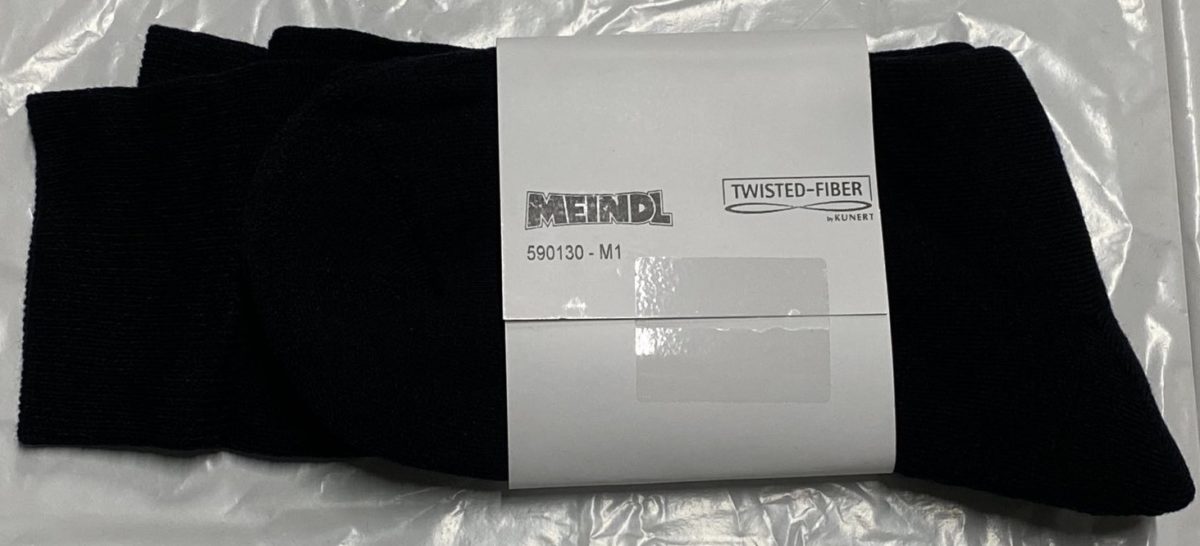 MEINDL
590130 - M1
TWISTED-FIBER
by KUNERT